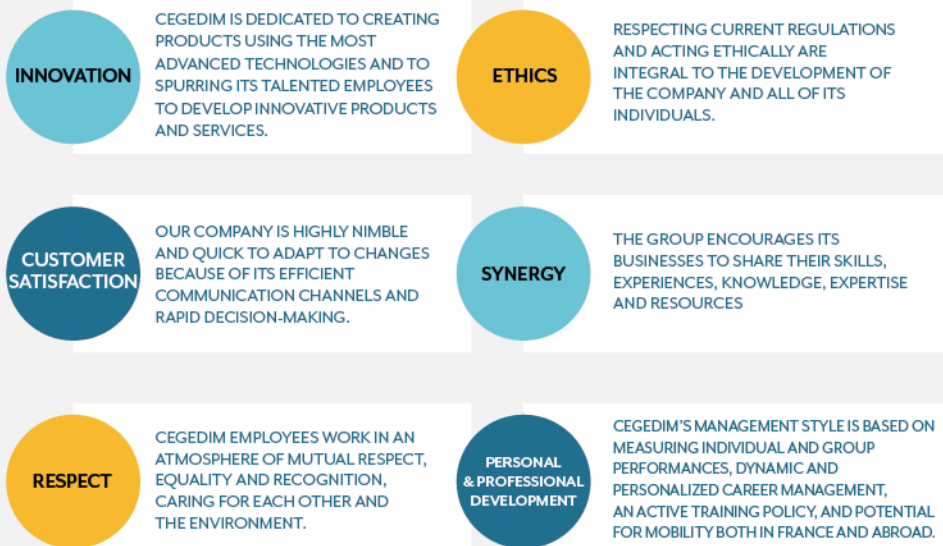 INNOVATION
CEGEDIM IS DEDICATED TO CREATING
PRODUCTS USING THE MOST
ADVANCED TECHNOLOGIES AND TO
SPURRING ITS TALENTED EMPLOYEES
TO DEVELOP INNOVATIVE PRODUCTS
AND SERVICES.
ETHICS
RESPECTING CURRENT REGULATIONS
AND ACTING ETHICALLY ARE
INTEGRAL TO THE DEVELOPMENT OF
THE COMPANY AND ALL OF ITS
INDIVIDUALS.
CUSTOMER
SATISFACTION
OUR COMPANY IS HIGHLY NIMBLE
AND QUICK TO ADAPT TO CHANGES
BECAUSE OF ITS EFFICIENT
COMMUNICATION CHANNELS AND
RAPID DECISION-MAKING.
SYNERGY
THE GROUP ENCOURAGES ITS
BUSINESSES TO SHARE THEIR SKILLS,
EXPERIENCES, KNOWLEDGE, EXPERTISE
AND RESOURCES
RESPECT
CEGEDIM EMPLOYEES WORK IN AN
ATMOSPHERE OF MUTUAL RESPECT,
EQUALITY AND RECOGNITION,
CARING FOR EACH OTHER AND
THE ENVIRONMENT.
PERSONAL
& PROFESSIONAL
DEVELOPMENT
CEGEDIM'S MANAGEMENT STYLE IS BASED ON
MEASURING INDIVIDUAL AND GROUP
PERFORMANCES, DYNAMIC AND
PERSONALIZED CAREER MANAGEMENT,
AN ACTIVE TRAINING POLICY, AND POTENTIAL
FOR MOBILITY BOTH IN FRANCE AND ABROAD.